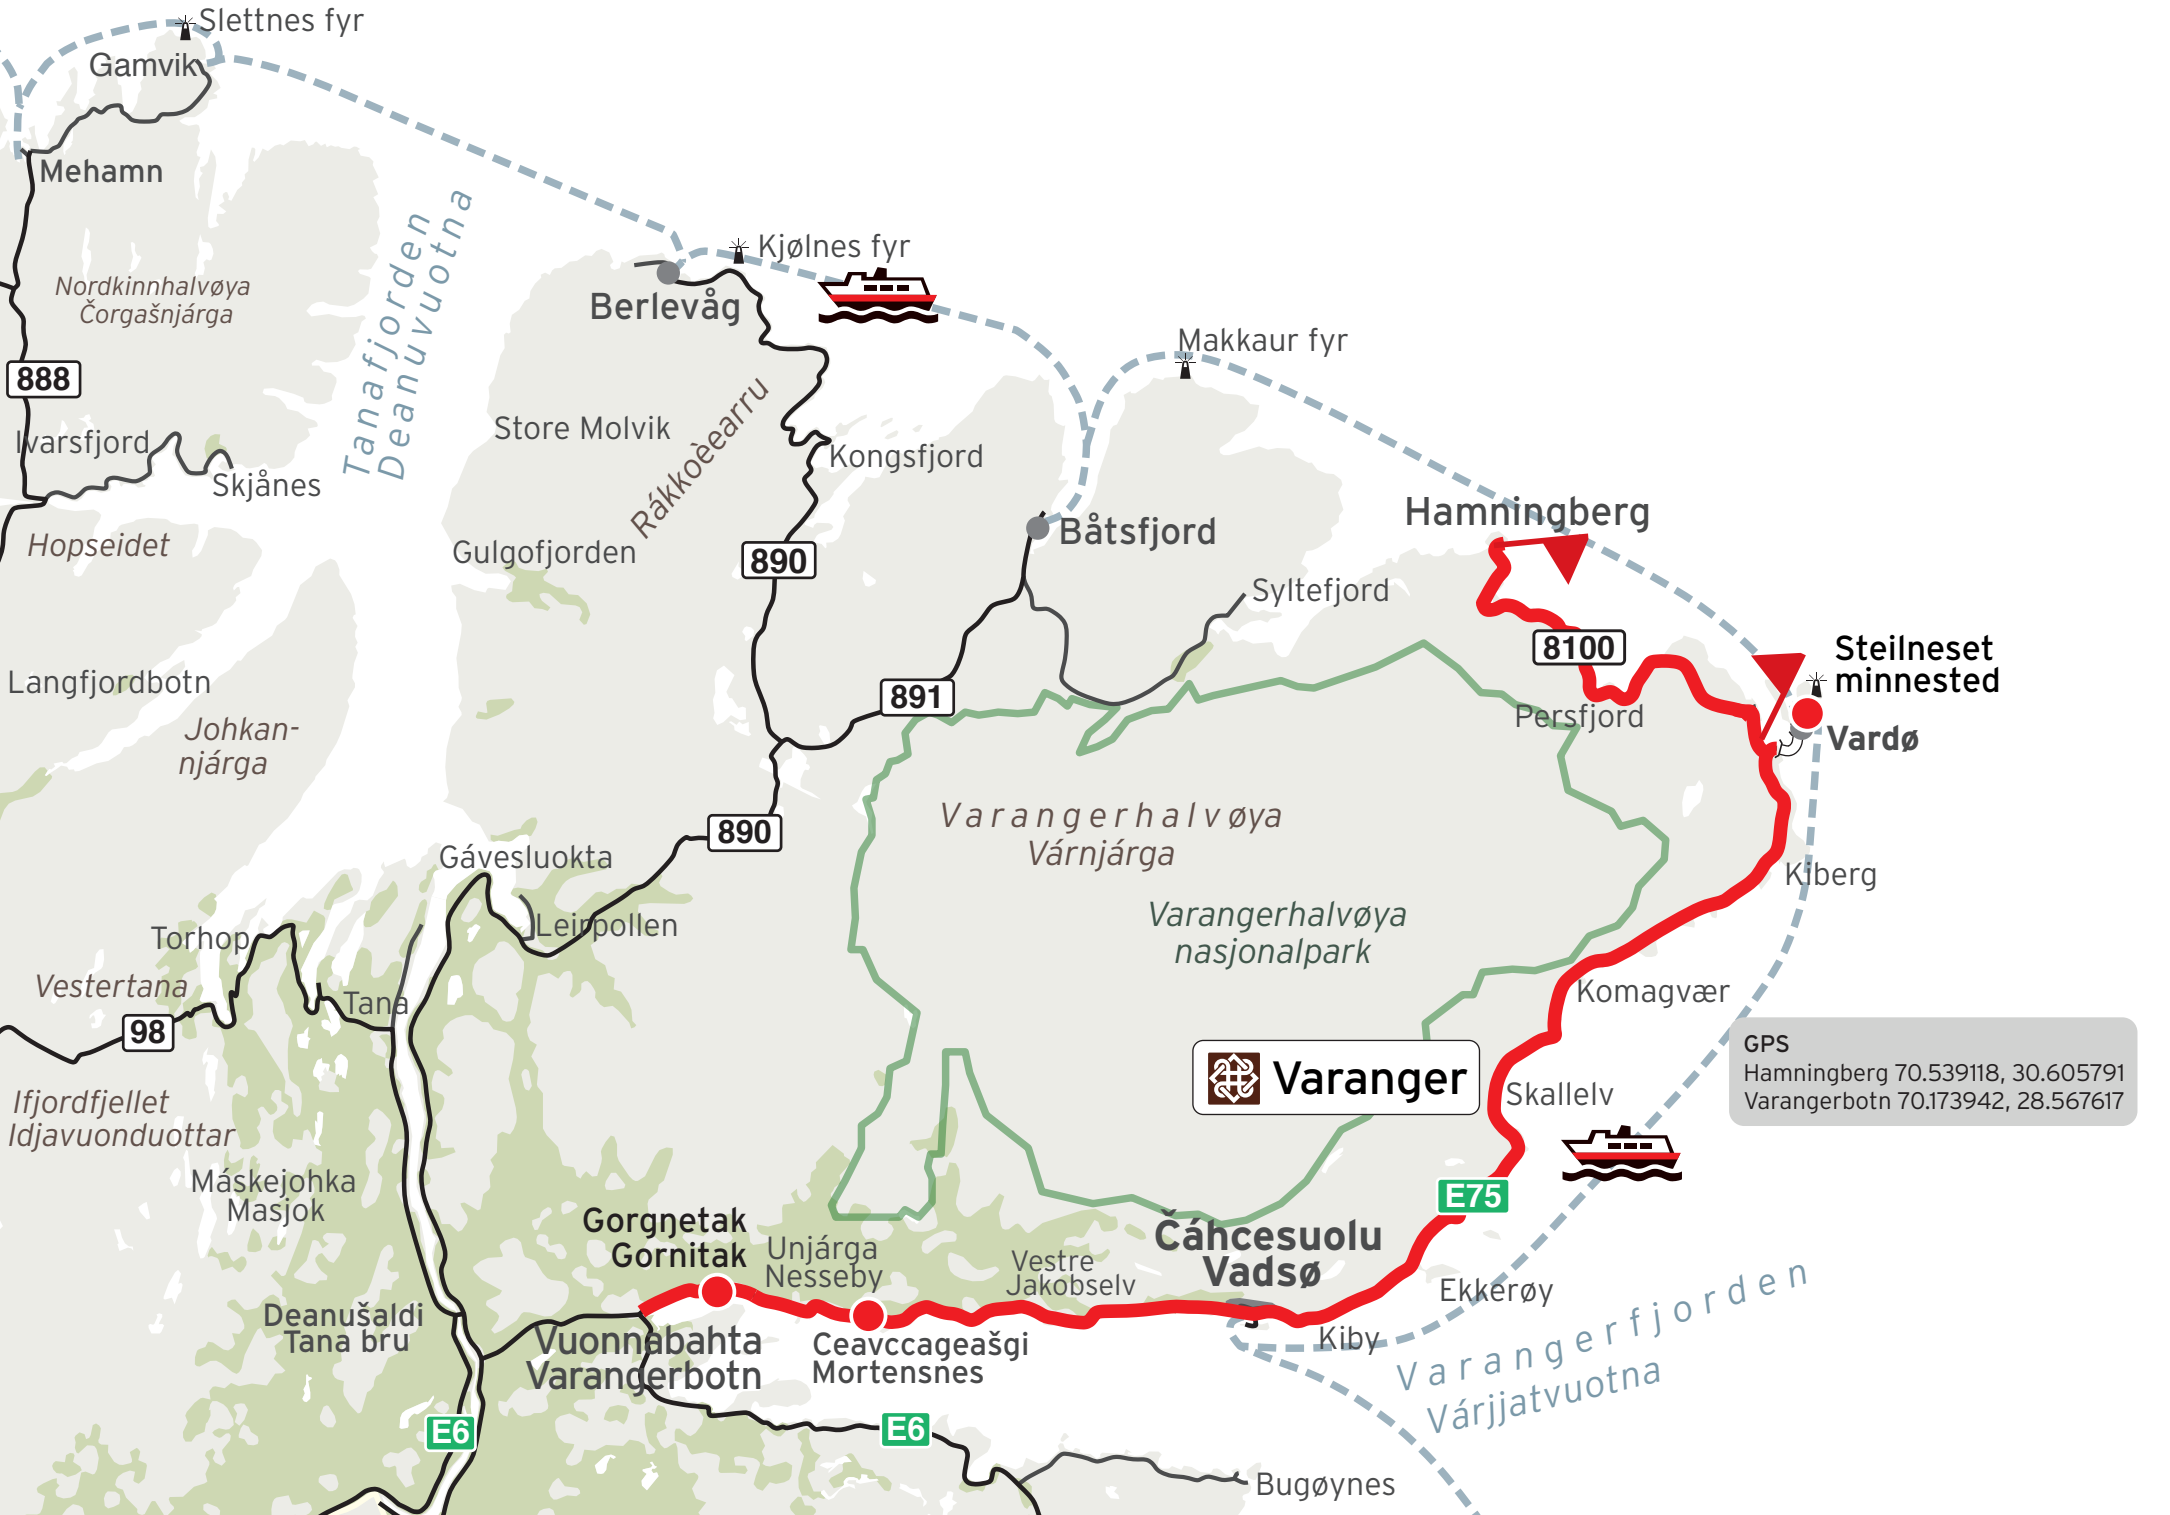 Slettnes fyr
Gamvik
Mehamn
Nordkinnhalvøya
Čorgašnjárga
Tanafjorden
Deanuvuotna
Kjølnes fyr
Berlevåg
Makkaur fyr
888
Ivarsfjord
Skjånes
Store Molvik
Rákkoèearru
Kongsfjord
Hopseidet
Gulgofjorden
890
Båtsfjord
Hamningberg
Syltefjord
8100
Steilneset
minnested
Langfjordbotn
891
Persfjord
Vardø
Johkan-
njárga
Varangerhalvøya
Várnjárga
890
Gávesluokta
Kiberg
Leirpollen
Varangerhalvøya
nasjonalpark
Torhop
Vestertana
Tana
98
Komagvær
GPS
Hamningberg 70.539118, 30.605791
Varangerbotn 70.173942, 28.567617
Varanger
Skallelv
Ifjordfjellet
Idjavuonduottar
Máskejohka
Masjok
E75
Gorgŋetak
Gornitak
Unjárga
Nesseby
Vestre
Jakobselv
Čáhcesuolu
Vadsø
Ekkerøy
Deanušaldi
Tana bru
Vuonnabahta
Varangerbotn
Ceavccageašgi
Mortensnes
Kiby
Varangerfjorden
Várjjatvuotna
E6
E6
Bugøynes